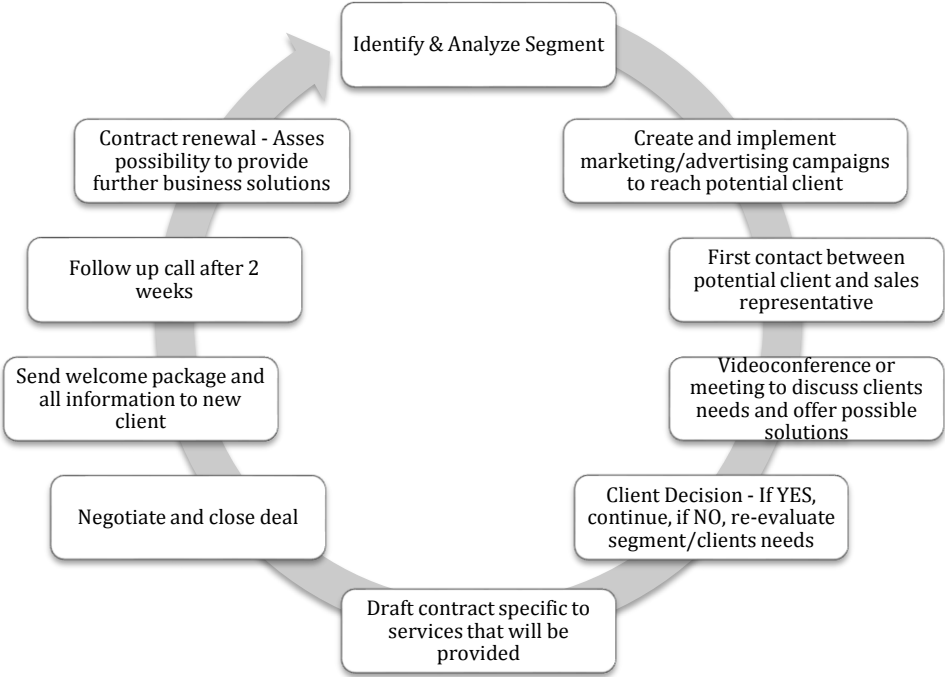 Identify & Analyze Segment
Create and implement
marketing/advertising campaigns
to reach potential client
First contact between
potential client and sales
representative
Videoconference or
meeting to discuss clients
needs and offer possible
solutions
Client Decision - If YES,
continue, if NO, re-evaluate
segment/clients needs
Draft contract specific to
services that will be
provided
Negotiate and close deal
Send welcome package and
all information to new
client
Follow up call after 2
weeks
Contract renewal - Asses
possibility to provide
further business solutions